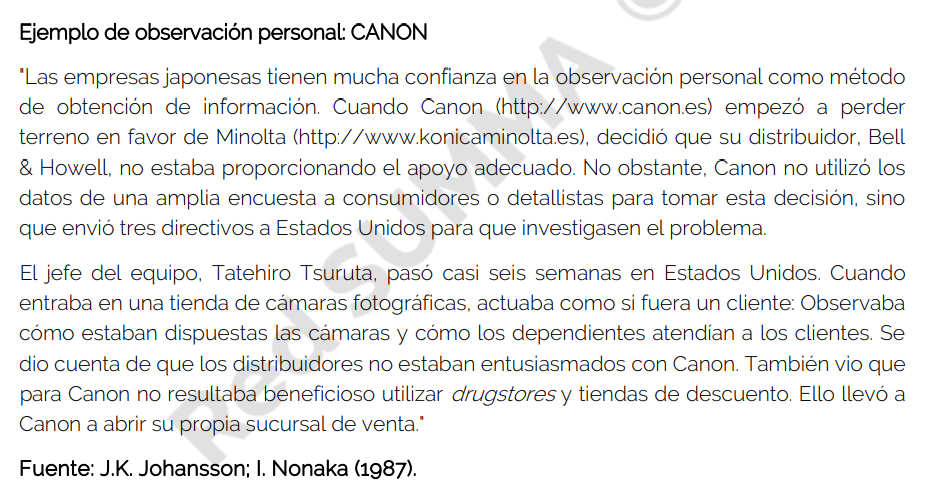 Ejemplo de observación personal: CANON
"Las empresas japonesas tienen mucha confianza en la observación personal como método
de obtención de información. Cuando Canon (http://www.canon.es) empezó a perder
terreno en favor de Minolta (http://www.konicaminolta.es), decidió que su distribuidor, Bell
& Howell, no estaba proporcionando el apoyo adecuado. No obstante, Canon no utilizó los
datos de una amplia encuesta a consumidores o detallistas para tomar esta decisión, sino
que envió tres directivos a Estados Unidos para que investigasen el problema.
El jefe del equipo, Tatehiro Tsuruta, pasó casi seis semanas en Estados Unidos. Cuando
entraba en una tienda de cámaras fotográficas, actuaba como si fuera un cliente: Observaba
cómo estaban dispuestas las cámaras y cómo los dependientes atendían a los clientes. Se
dio cuenta de que los distribuidores no estaban entusiasmados con Canon. También vio que
para Canon no resultaba beneficioso utilizar drugstores y tiendas de descuento. Ello llevó a
Canon a abrir su propia sucursal de venta."
Fuente: J.K. Johansson; I. Nonaka (1987).
Red SUMMA ©